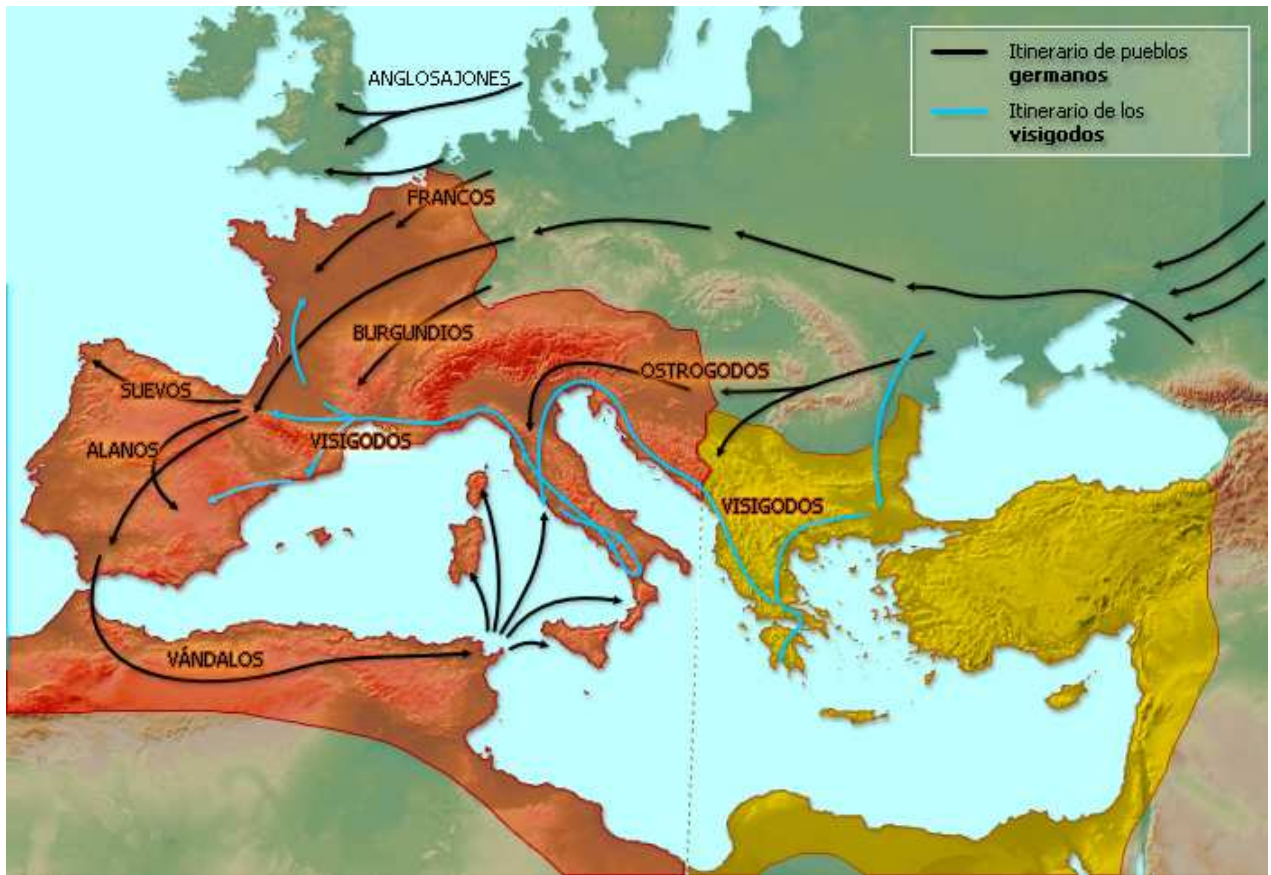 Itinerario de pueblos
germanos
Itinerario de los
visigodos
ANGLOSAJONES
FRANCOS
BURGUNDIOS
OSTROGODOS
SUEVOS
ALANOS
VISIGODOS
VISIGODOS
VÁNDALOS